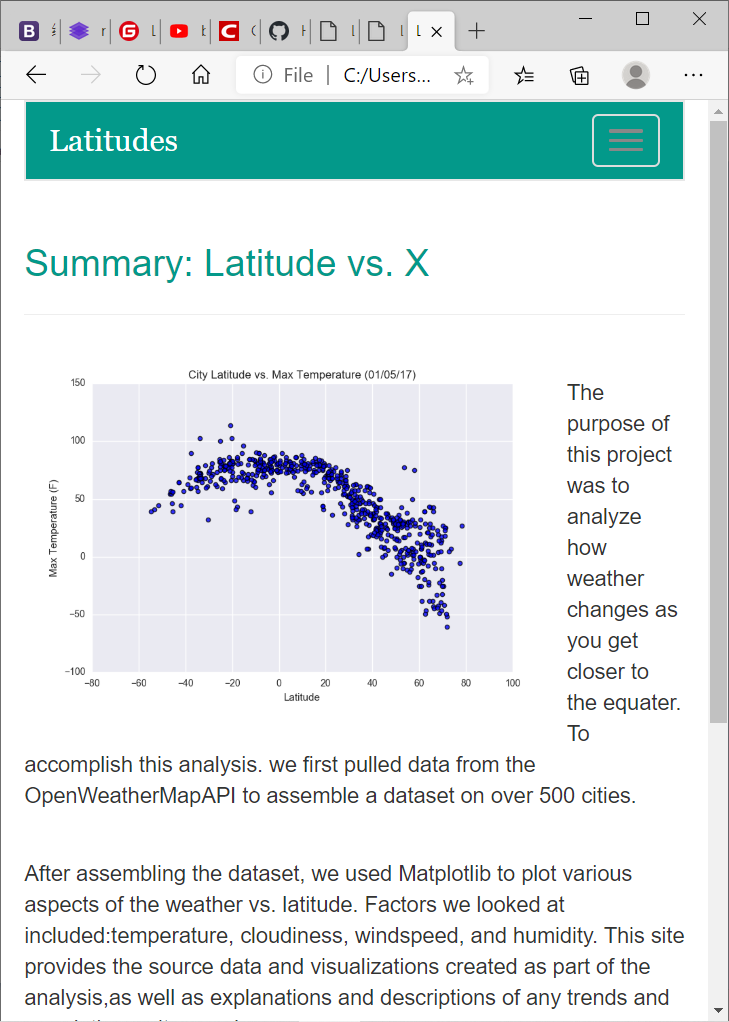 File | C:/Users...
Latitudes
Summary: Latitude vs. X
City Latitude vs. Max Temperature (01/05/17)
150
100
50
0
−50
−100
Max Temperature (F)
−80 −60 −40 −20 0 20 40 60 80 100
Latitude
The
purpose of
this project
was to
analyze
how
weather
changes as
you get
closer to
the equater.
To
accomplish this analysis. we first pulled data from the
OpenWeatherMapAPI to assemble a dataset on over 500 cities.
After assembling the dataset, we used Matplotlib to plot various
aspects of the weather vs. latitude. Factors we looked at
included:temperature, cloudiness, windspeed, and humidity. This site
provides the source data and visualizations created as part of the
analysis,as well as explanations and descriptions of any trends and